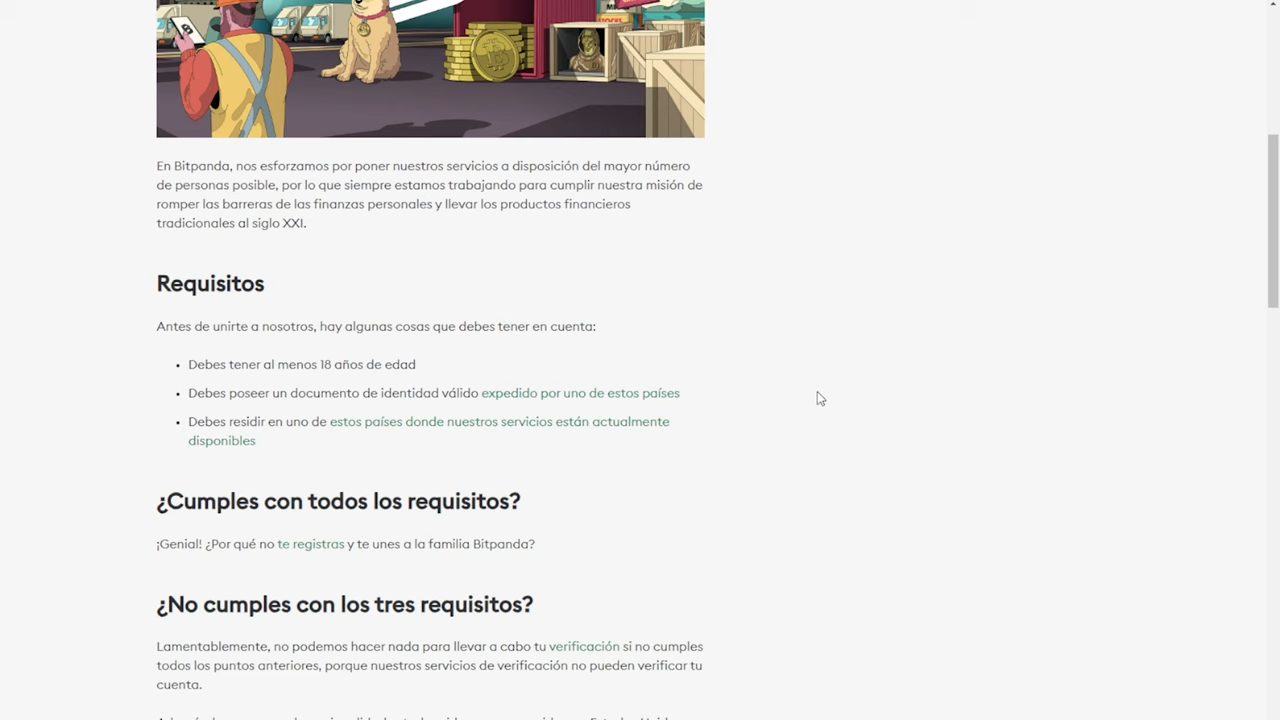 En Bitpanda, nos esforzamos por poner nuestros servicios a disposición del mayor número
de personas posible, por lo que siempre estamos trabajando para cumplir nuestra misión de
romper las barreras de las finanzas personales y llevar los productos financieros
tradicionales al siglo XXI.
Requisitos
Antes de unirte a nosotros, hay algunas cosas que debes tener en cuenta:
• Debes tener al menos 18 años de edad
• Debes poseer un documento de identidad válido expedido por uno de estos países
• Debes residir en uno de estos países donde nuestros servicios están actualmente
disponibles
¿Cumples con todos los requisitos?
¡Genial! ¿Por qué no te registras y te unes a la familia Bitpanda?
¿No cumples con los tres requisitos?
Lamentablemente, no podemos hacer nada para llevar a cabo tu verificación si no cumples
todos los puntos anteriores, porque nuestros servicios de verificación no pueden verificar tu
cuenta.